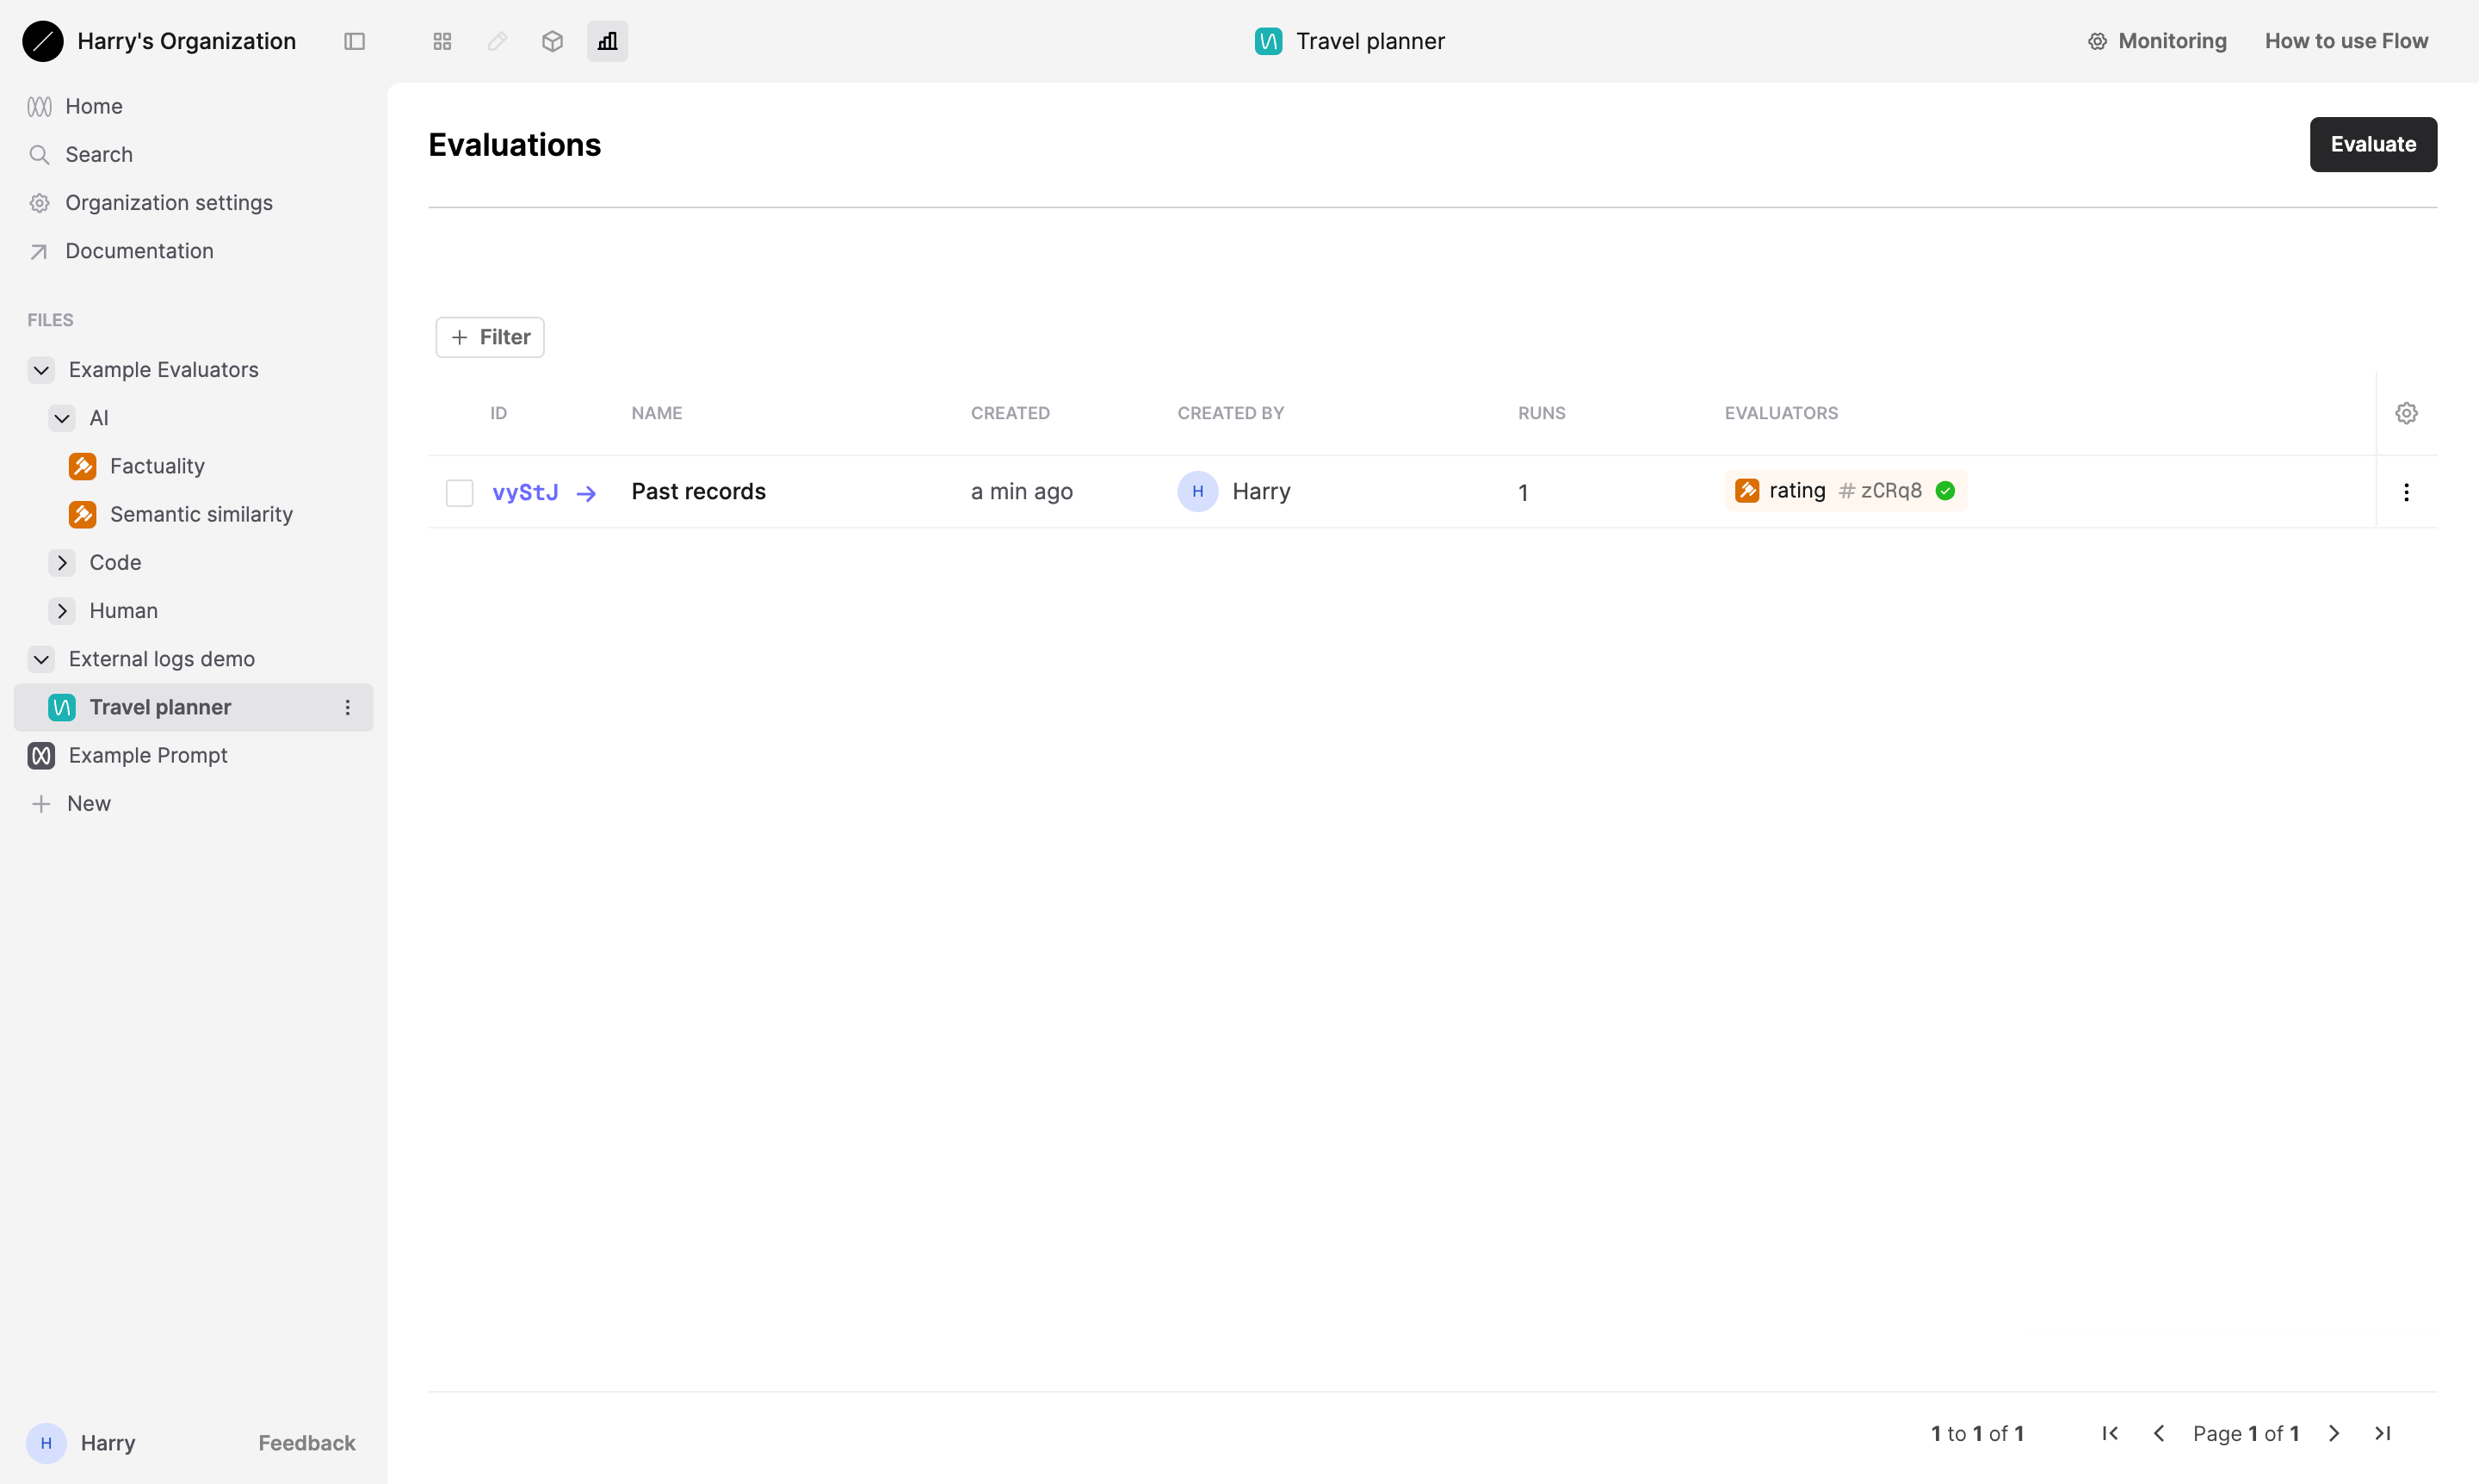 Harry's Organization
Travel planner
Monitoring
How to use Flow
Home
Search
Organization settings
Documentation
FILES
Example Evaluators
AI
Factuality
Semantic similarity
Code
Human
External logs demo
Travel planner
Example Prompt
New
H Harry
Feedback
Evaluations
Evaluate
Filter
ID NAME CREATED CREATED BY RUNS EVALUATORS
vyStJ → Past records a min ago H Harry 1 rating # zCRq8
1 to 1 of 1
Page 1 of 1